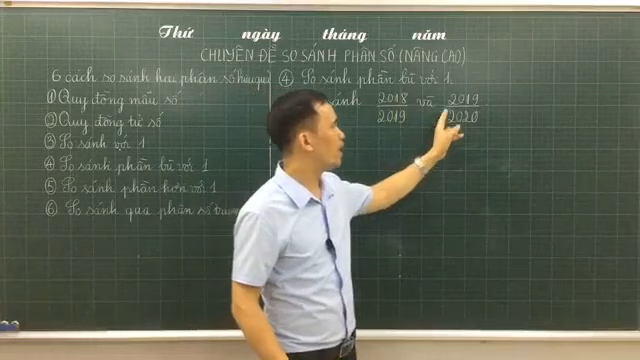 Thứ ngày tháng năm
CHUYÊN ĐỀ SO SÁNH PHÂN SỐ (NÂNG CAO)
6 cách so sánh hai phân số
① Quy đồng mẫu số
② Quy đồng tử số
③ So sánh với 1
④ So sánh phần bù với 1
⑤ So sánh phần hơn với 1
⑥ So sánh qua phân số
④ So sánh phần bù với 1
sánh 2018/2019 và 2019/2020